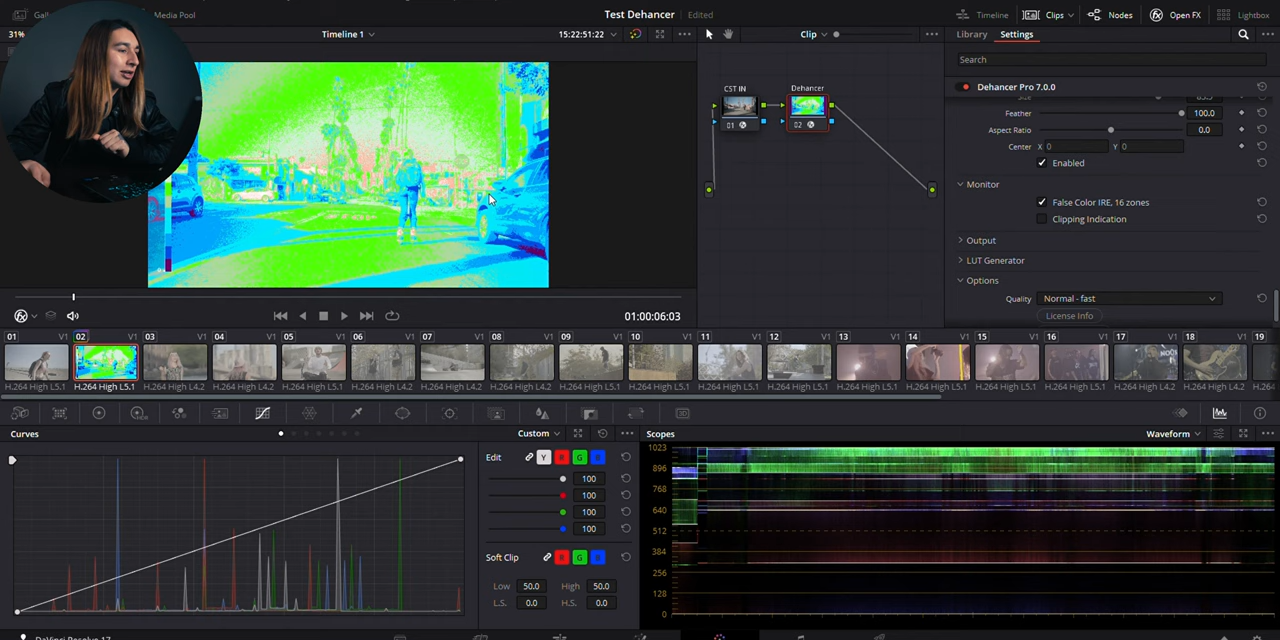 Gall
Media Pool
Test Dehancer
Edited
Timeline
Clips
Nodes
Open FX
Lightbox
31%
Timeline 1
15:22:51:22
Clip
Library
Settings
Search
Dehancer Pro 7.0.0
Feather
100.0
Aspect Ratio
0.0
Center
X 0
Y 0
Enabled
Monitor
False Color IRE, 16 zones
Clipping Indication
Output
LUT Generator
Options
Quality
Normal - fast
License Info
CST IN
01
Dehancer
02
01:00:06:03
01 V1
02 V1
03 V1
04 V1
05 V1
06 V1
07 V1
08 V1
09 V1
10 V1
11 V1
12 V1
13 V1
14 V1
15 V1
16 V1
17 V1
18 V1
19
H.264 High L5.1
H.264 High L5.1
H.264 High L4.2
H.264 High L4.2
H.264 High L5.1
H.264 High L4.2
H.264 High L4.2
H.264 High L5.1
H.264 High L5.1
H.264 High L5.1
H.264 High L5.1
H.264 High L5.1
H.264 High L5.1
H.264 High L5.1
H.264 High L5.1
H.264 High L4.2
H.264 High L4.2
H.264 High L4.2
H.264
Curves
Custom
Edit
Y
R
G
B
100
100
100
100
Soft Clip
R
G
B
Low 50.0
High 50.0
L.S. 0.0
H.S. 0.0
Scopes
Waveform
1023
896
768
640
512
384
256
128
0
DaVinci Resolve 17